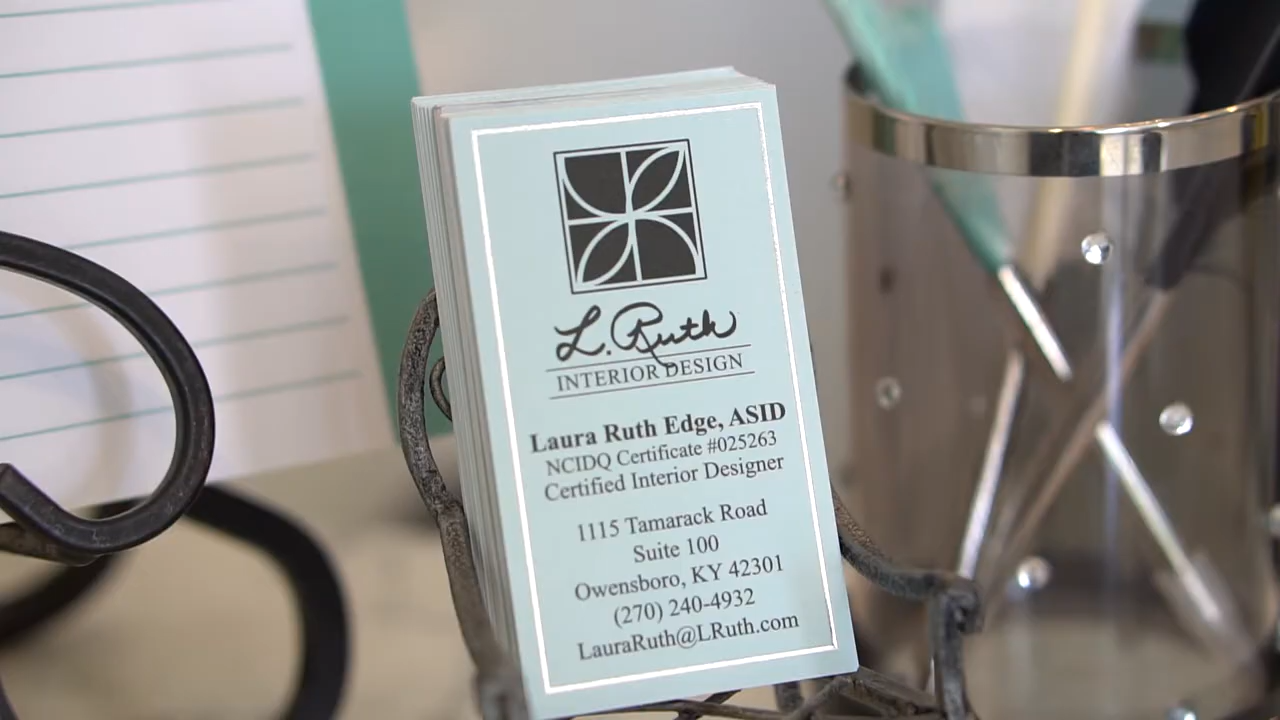 L. Ruth
INTERIOR DESIGN
Laura Ruth Edge, ASID
NCIDQ Certificate #025263
Certified Interior Designer
1115 Tamarack Road
Suite 100
Owensboro, KY 42301
(270) 240-4932
LauraRuth@LRuth.com